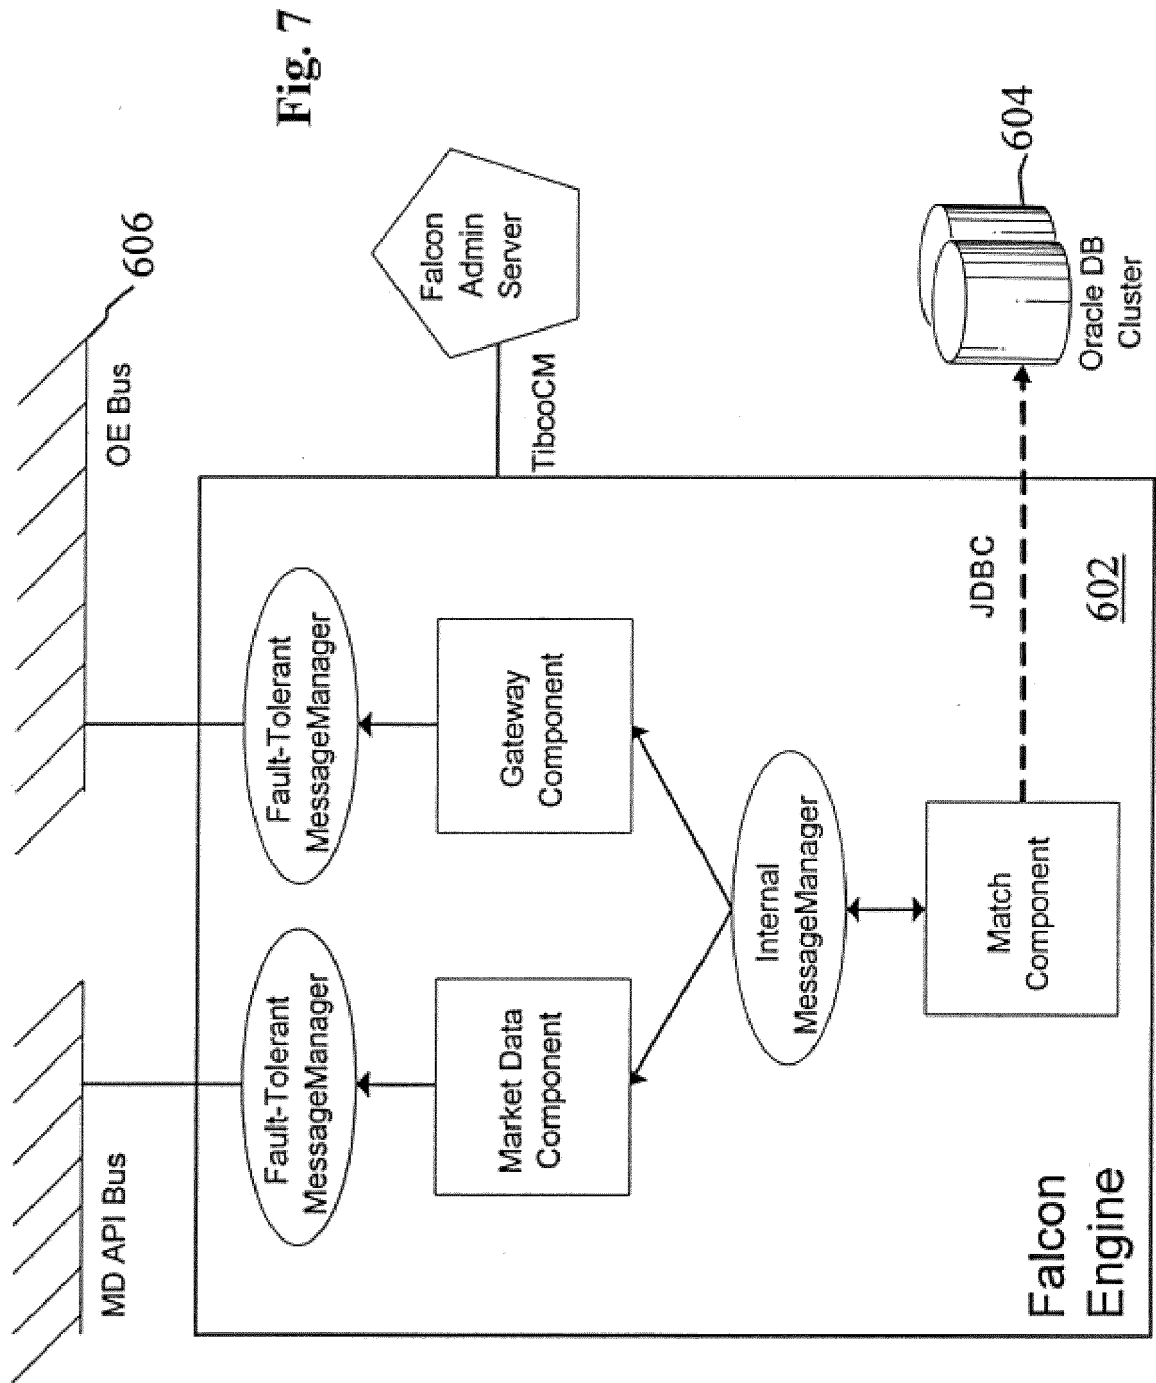 Fig. 7
606
MD API Bus
OE Bus
Fault-Tolerant
MessageManager
Fault-Tolerant
MessageManager
Falcon
Admin
Server
TibcoCM
Market Data
Component
Gateway
Component
Internal
MessageManager
Match
Component
JDBC
604
Oracle DB
Cluster
Falcon
Engine
602